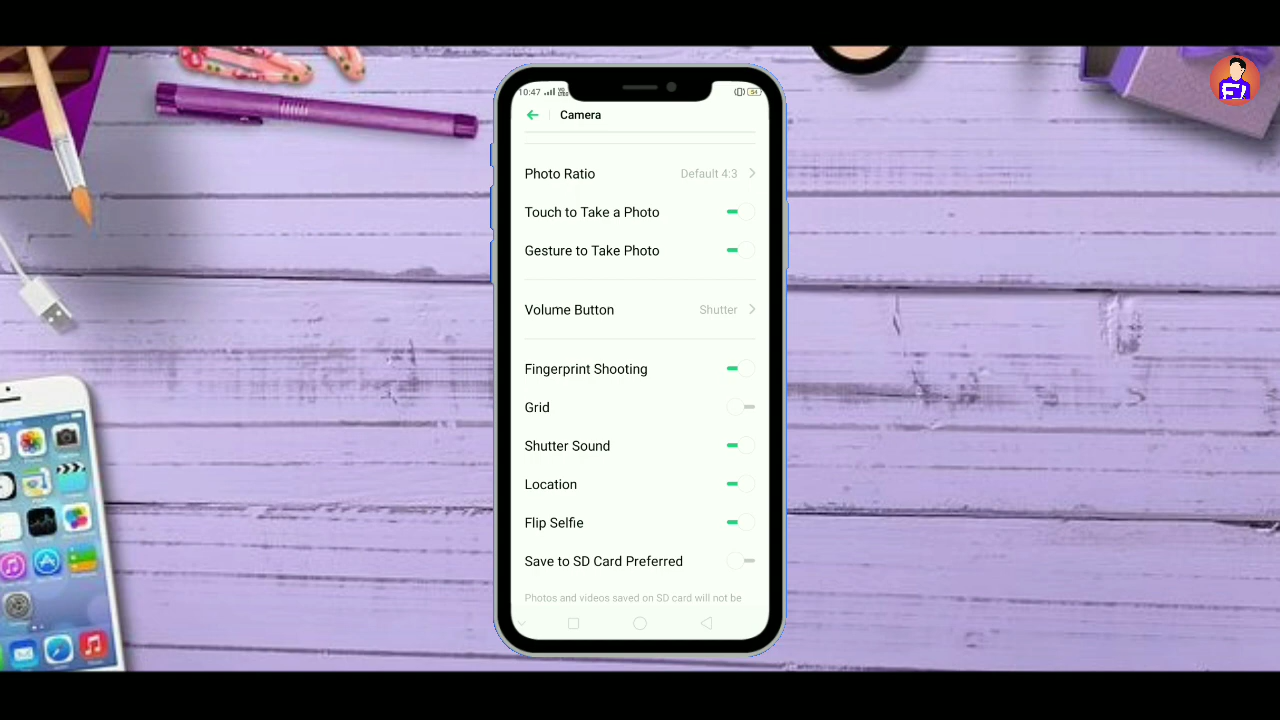 10:47
Camera
Photo Ratio Default 4:3
Touch to Take a Photo
Gesture to Take Photo
Volume Button Shutter
Fingerprint Shooting
Grid
Shutter Sound
Location
Flip Selfie
Save to SD Card Preferred
Photos and videos saved on SD card will not be